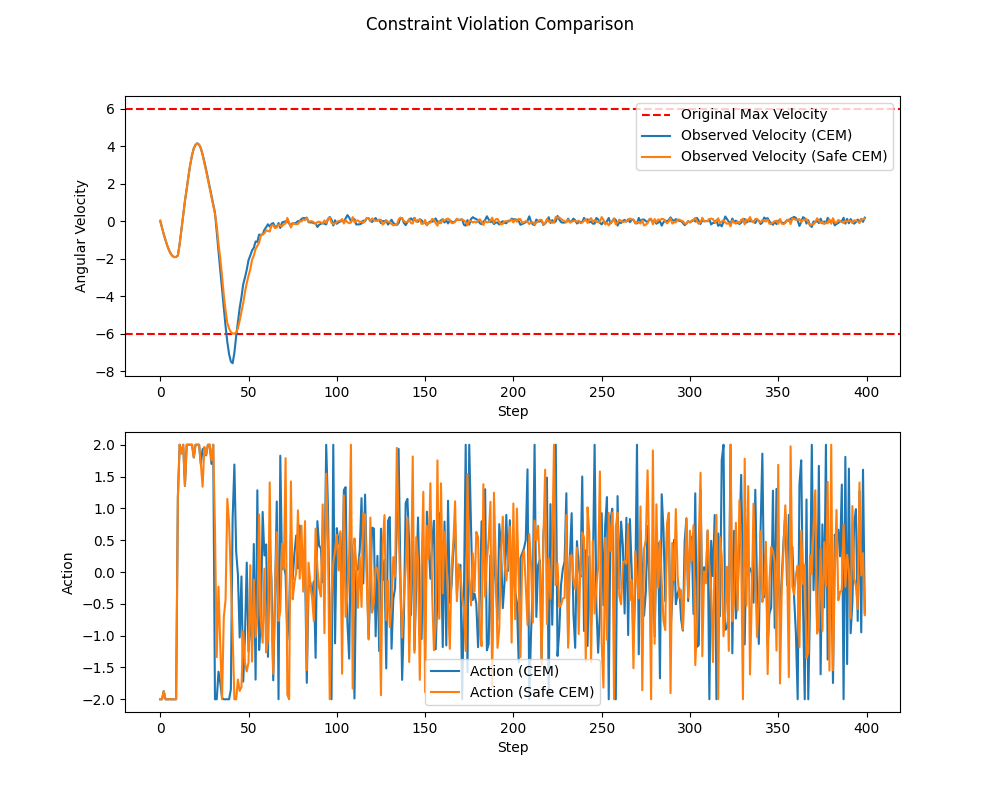 Constraint Violation Comparison
6
4
2
0
−2
−4
−6
−8
Angular Velocity
Original Max Velocity
Observed Velocity (CEM)
Observed Velocity (Safe CEM)
0 50 100 150 200 250 300 350 400
Step
2.0
1.5
1.0
0.5
0.0
−0.5
−1.0
−1.5
−2.0
Action
Action (CEM)
Action (Safe CEM)
0 50 100 150 200 250 300 350 400
Step